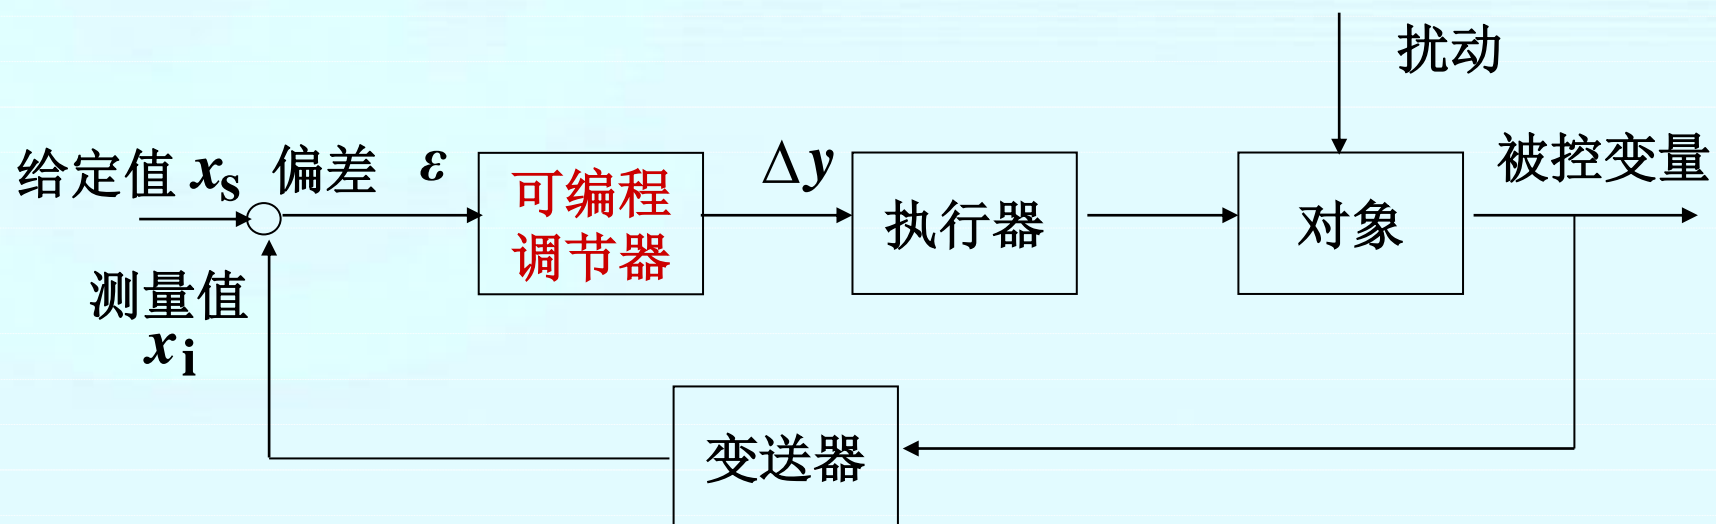 扰动
给定值 xs 偏差 ε
可编程
调节器
Δy
执行器
对象
被控变量
测量值
xi
变送器